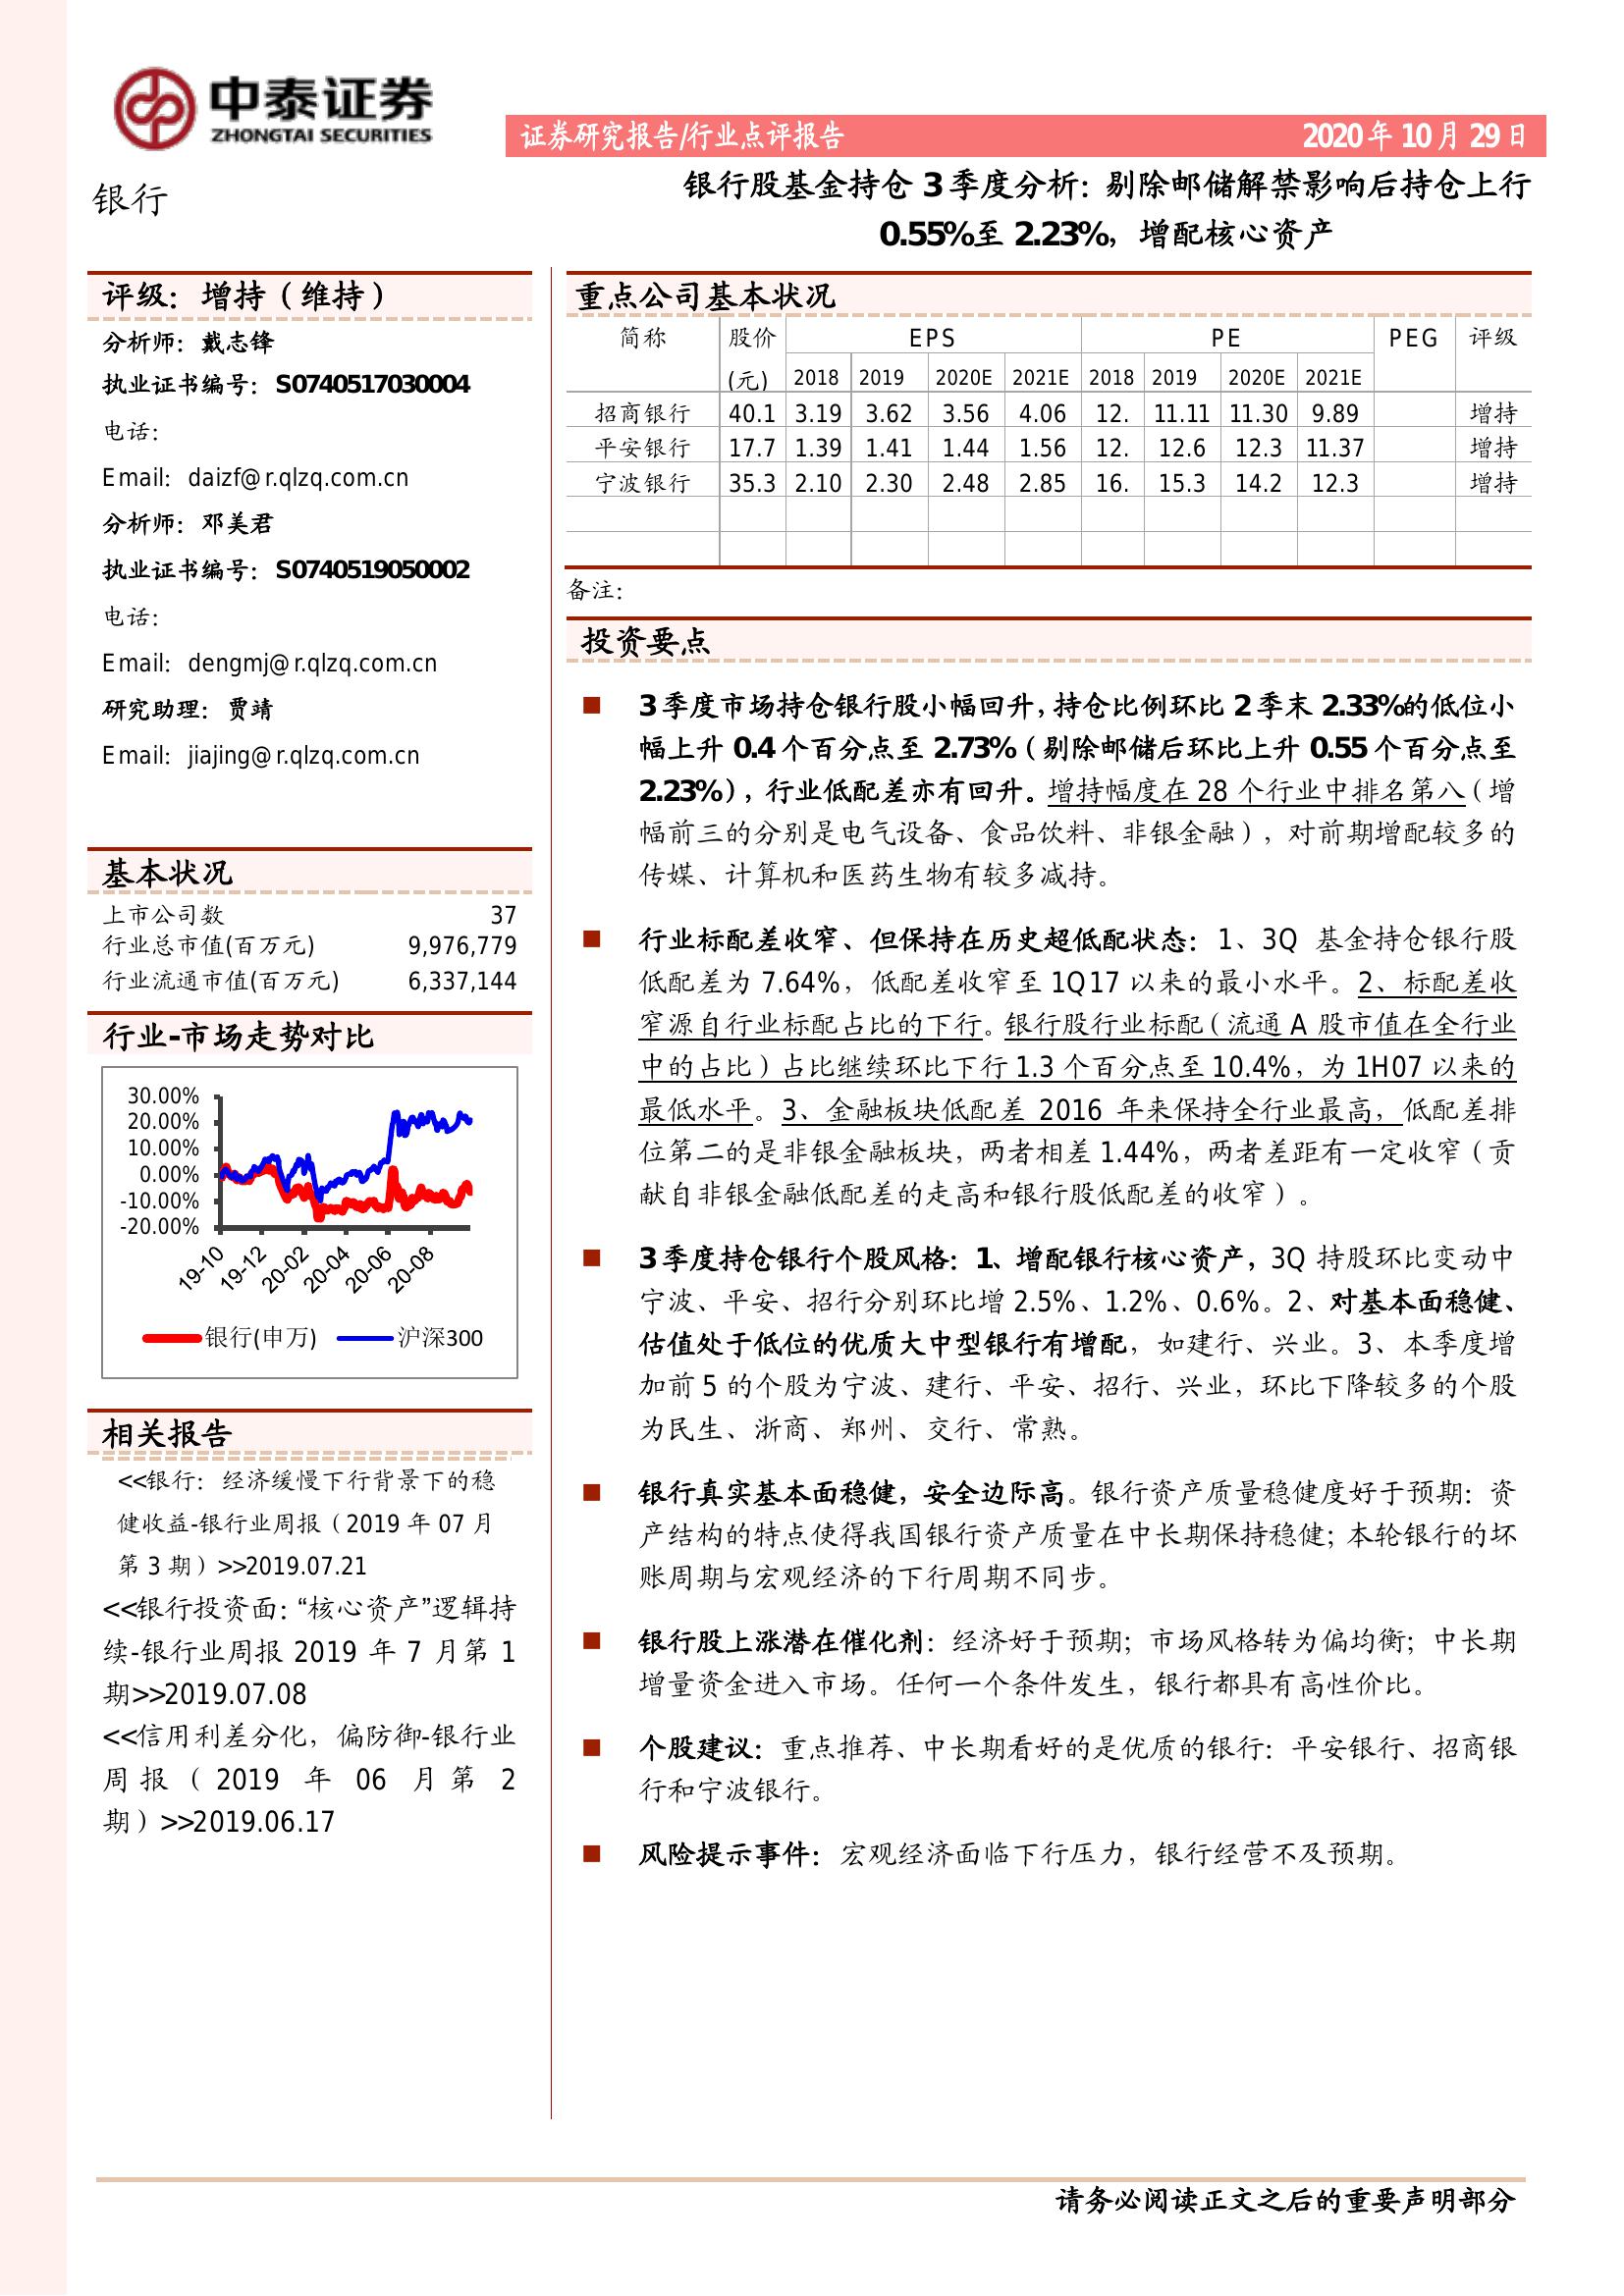 中泰证券
ZHONGTAI SECURITIES
证券研究报告/行业点评报告 2020年10月29日
银行
银行股基金持仓3季度分析：剔除邮储解禁影响后持仓上行
0.55%至2.23%，增配核心资产
评级：增持（维持）
分析师：戴志锋
执业证书编号：S0740517030004
电话：
Email：daizf@r.qlzq.com.cn
分析师：邓美君
执业证书编号：S0740519050002
电话：
Email：dengmj@r.qlzq.com.cn
研究助理：贾靖
Email：jiajing@r.qlzq.com.cn
基本状况
上市公司数 37
行业总市值(百万元) 9,976,779
行业流通市值(百万元) 6,337,144
行业-市场走势对比
30.00%
20.00%
10.00%
0.00%
-10.00%
-20.00%
19-10 19-12 20-02 20-04 20-06 20-08
银行(申万) 沪深300
相关报告
<<银行：经济缓慢下行背景下的稳
健收益-银行业周报（2019年07月
第3期）>>2019.07.21
<<银行投资面：“核心资产”逻辑持
续-银行业周报 2019 年 7 月第 1
期>>2019.07.08
<<信用利差分化，偏防御-银行业
周报（2019 年 06 月第 2
期）>>2019.06.17
重点公司基本状况
简称 股价 EPS PE PEG 评级
(元) 2018 2019 2020E 2021E 2018 2019 2020E 2021E
招商银行 40.1 3.19 3.62 3.56 4.06 12. 11.11 11.30 9.89 增持
平安银行 17.7 1.39 1.41 1.44 1.56 12. 12.6 12.3 11.37 增持
宁波银行 35.3 2.10 2.30 2.48 2.85 16. 15.3 14.2 12.3 增持
备注：
投资要点
■ 3季度市场持仓银行股小幅回升，持仓比例环比2季末2.33%的低位小
幅上升0.4个百分点至2.73%（剔除邮储后环比上升0.55个百分点至
2.23%），行业低配差亦有回升。增持幅度在28个行业中排名第八（增
幅前三的分别是电气设备、食品饮料、非银金融），对前期增配较多的
传媒、计算机和医药生物有较多减持。
■ 行业标配差收窄、但保持在历史超低配状态：1、3Q 基金持仓银行股
低配差为7.64%，低配差收窄至1Q17以来的最小水平。2、标配差收
窄源自行业标配占比的下行。银行股行业标配（流通A股市值在全行业
中的占比）占比继续环比下行1.3个百分点至10.4%，为1H07以来的
最低水平。3、金融板块低配差 2016 年来保持全行业最高，低配差排
位第二的是非银金融板块，两者相差1.44%，两者差距有一定收窄（贡
献自非银金融低配差的走高和银行股低配差的收窄）。
■ 3季度持仓银行个股风格：1、增配银行核心资产，3Q 持股环比变动中
宁波、平安、招行分别环比增2.5%、1.2%、0.6%。2、对基本面稳健、
估值处于低位的优质大中型银行有增配，如建行、兴业。3、本季度增
加前5的个股为宁波、建行、平安、招行、兴业，环比下降较多的个股
为民生、浙商、郑州、交行、常熟。
■ 银行真实基本面稳健，安全边际高。银行资产质量稳健度好于预期：资
产结构的特点使得我国银行资产质量在中长期保持稳健；本轮银行的坏
账周期与宏观经济的下行周期不同步。
■ 银行股上涨潜在催化剂：经济好于预期；市场风格转为偏均衡；中长期
增量资金进入市场。任何一个条件发生，银行都具有高性价比。
■ 个股建议：重点推荐、中长期看好的是优质的银行：平安银行、招商银
行和宁波银行。
■ 风险提示事件：宏观经济面临下行压力，银行经营不及预期。
请务必阅读正文之后的重要声明部分